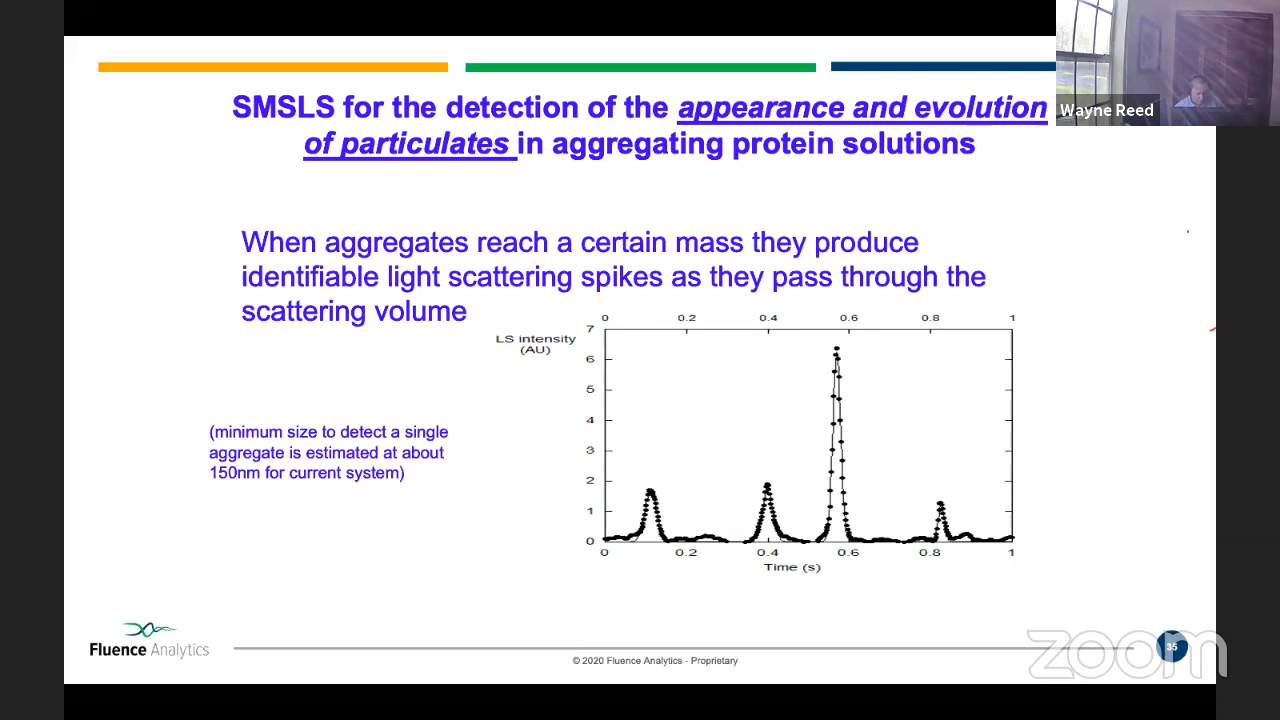 SMSLS for the detection of the appearance and evolution
of particulates in aggregating protein solutions
Wayne Reed
When aggregates reach a certain mass they produce
identifiable light scattering spikes as they pass through the
scattering volume
(minimum size to detect a single
aggregate is estimated at about
150nm for current system)
LS intensity
(AU)
0 0.2 0.4 0.6 0.8 1
7
6
5
4
3
2
1
0
0 0.2 0.4 0.6 0.8 1
Time (s)
Fluence Analytics
© 2020 Fluence Analytics - Proprietary
zoom
35